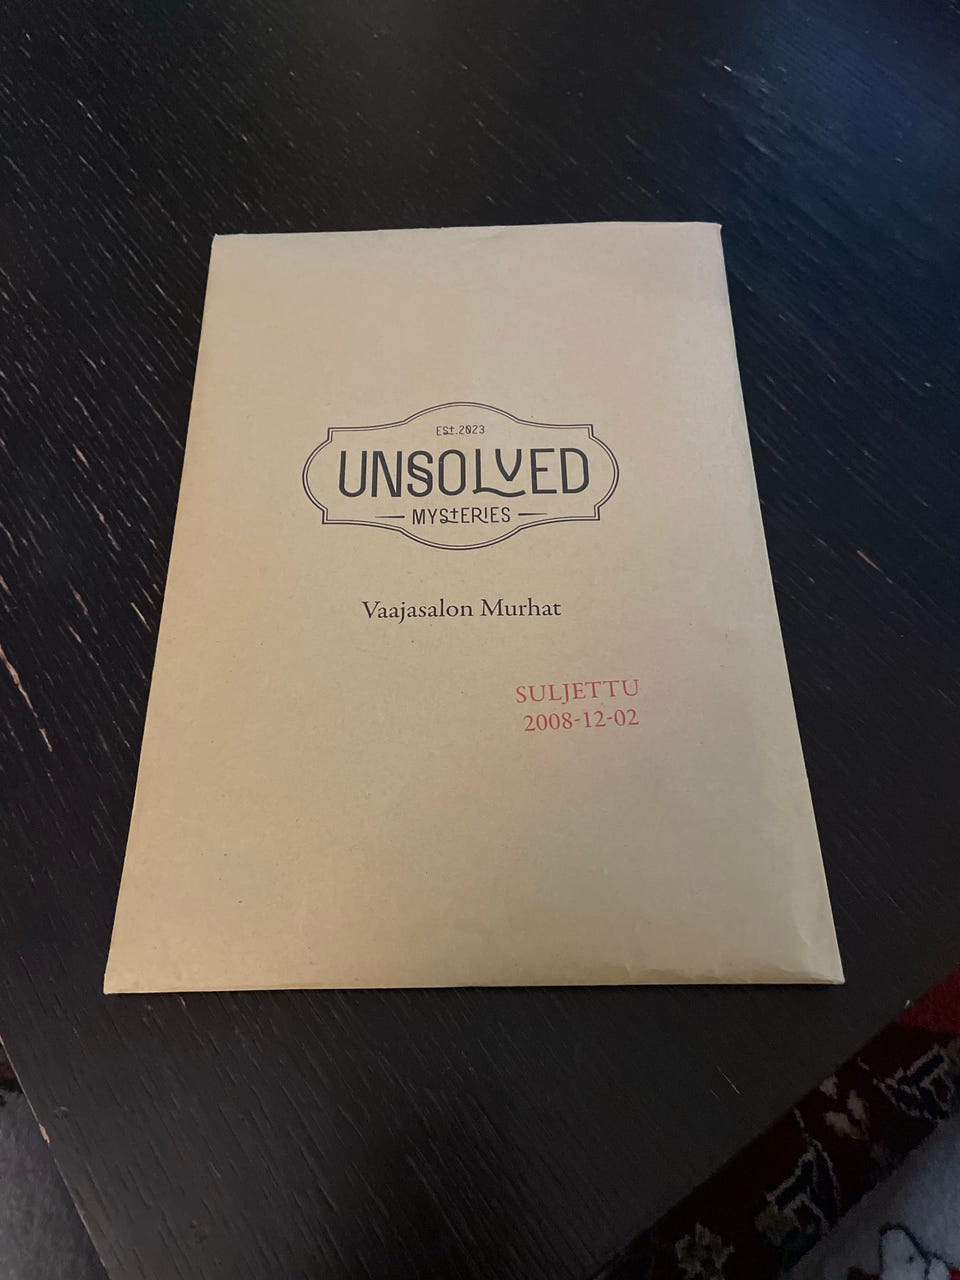 Est.2023
UNSOLVED
MYSTERIES
Vaajasalon Murhat
SULJETTU
2008-12-02